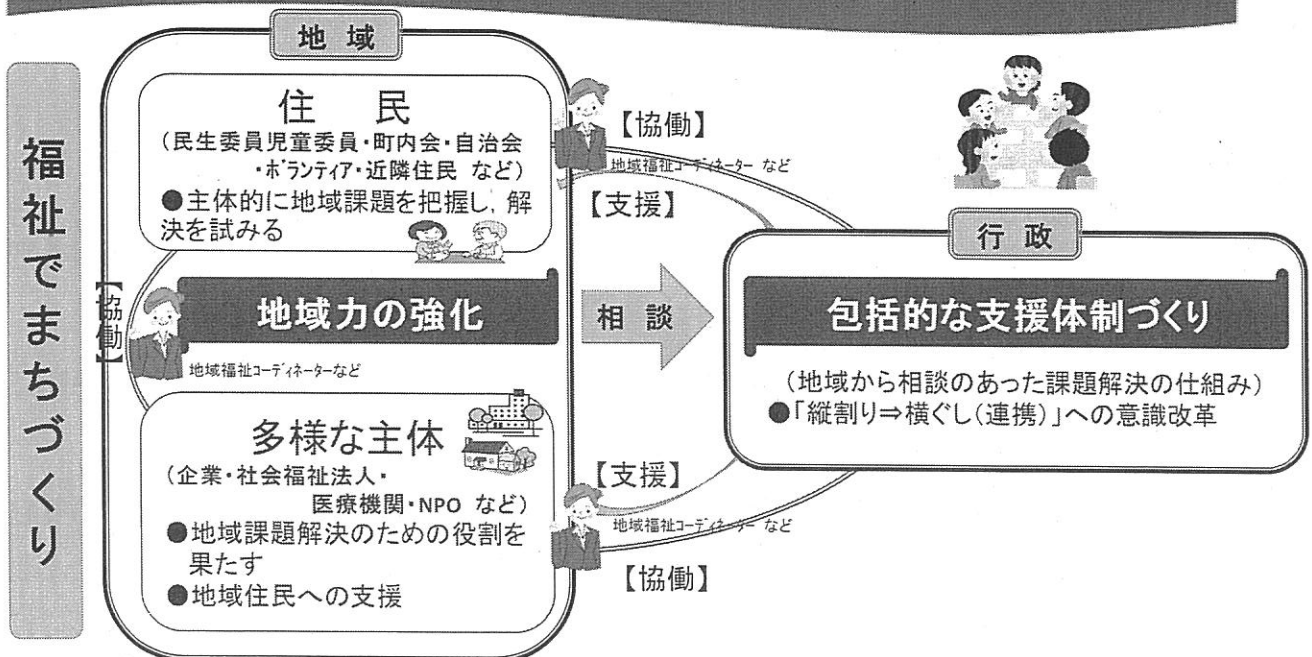 福祉でまちづくり
地 域
住 民
(民生委員児童委員・町内会・自治会
・ボランティア・近隣住民 など)
●主体的に地域課題を把握し, 解
決を試みる
【協働】
地域力の強化
地域福祉コーディネーターなど
多様な主体
(企業・社会福祉法人・
医療機関・NPO など)
●地域課題解決のための役割を
果たす
●地域住民への支援
【協働】
地域福祉コーディネーター など
【支援】
相 談
【支援】
地域福祉コーディネーター など
【協働】
行 政
包括的な支援体制づくり
(地域から相談のあった課題解決の仕組み)
●「縦割り⇒横ぐし(連携)」への意識改革